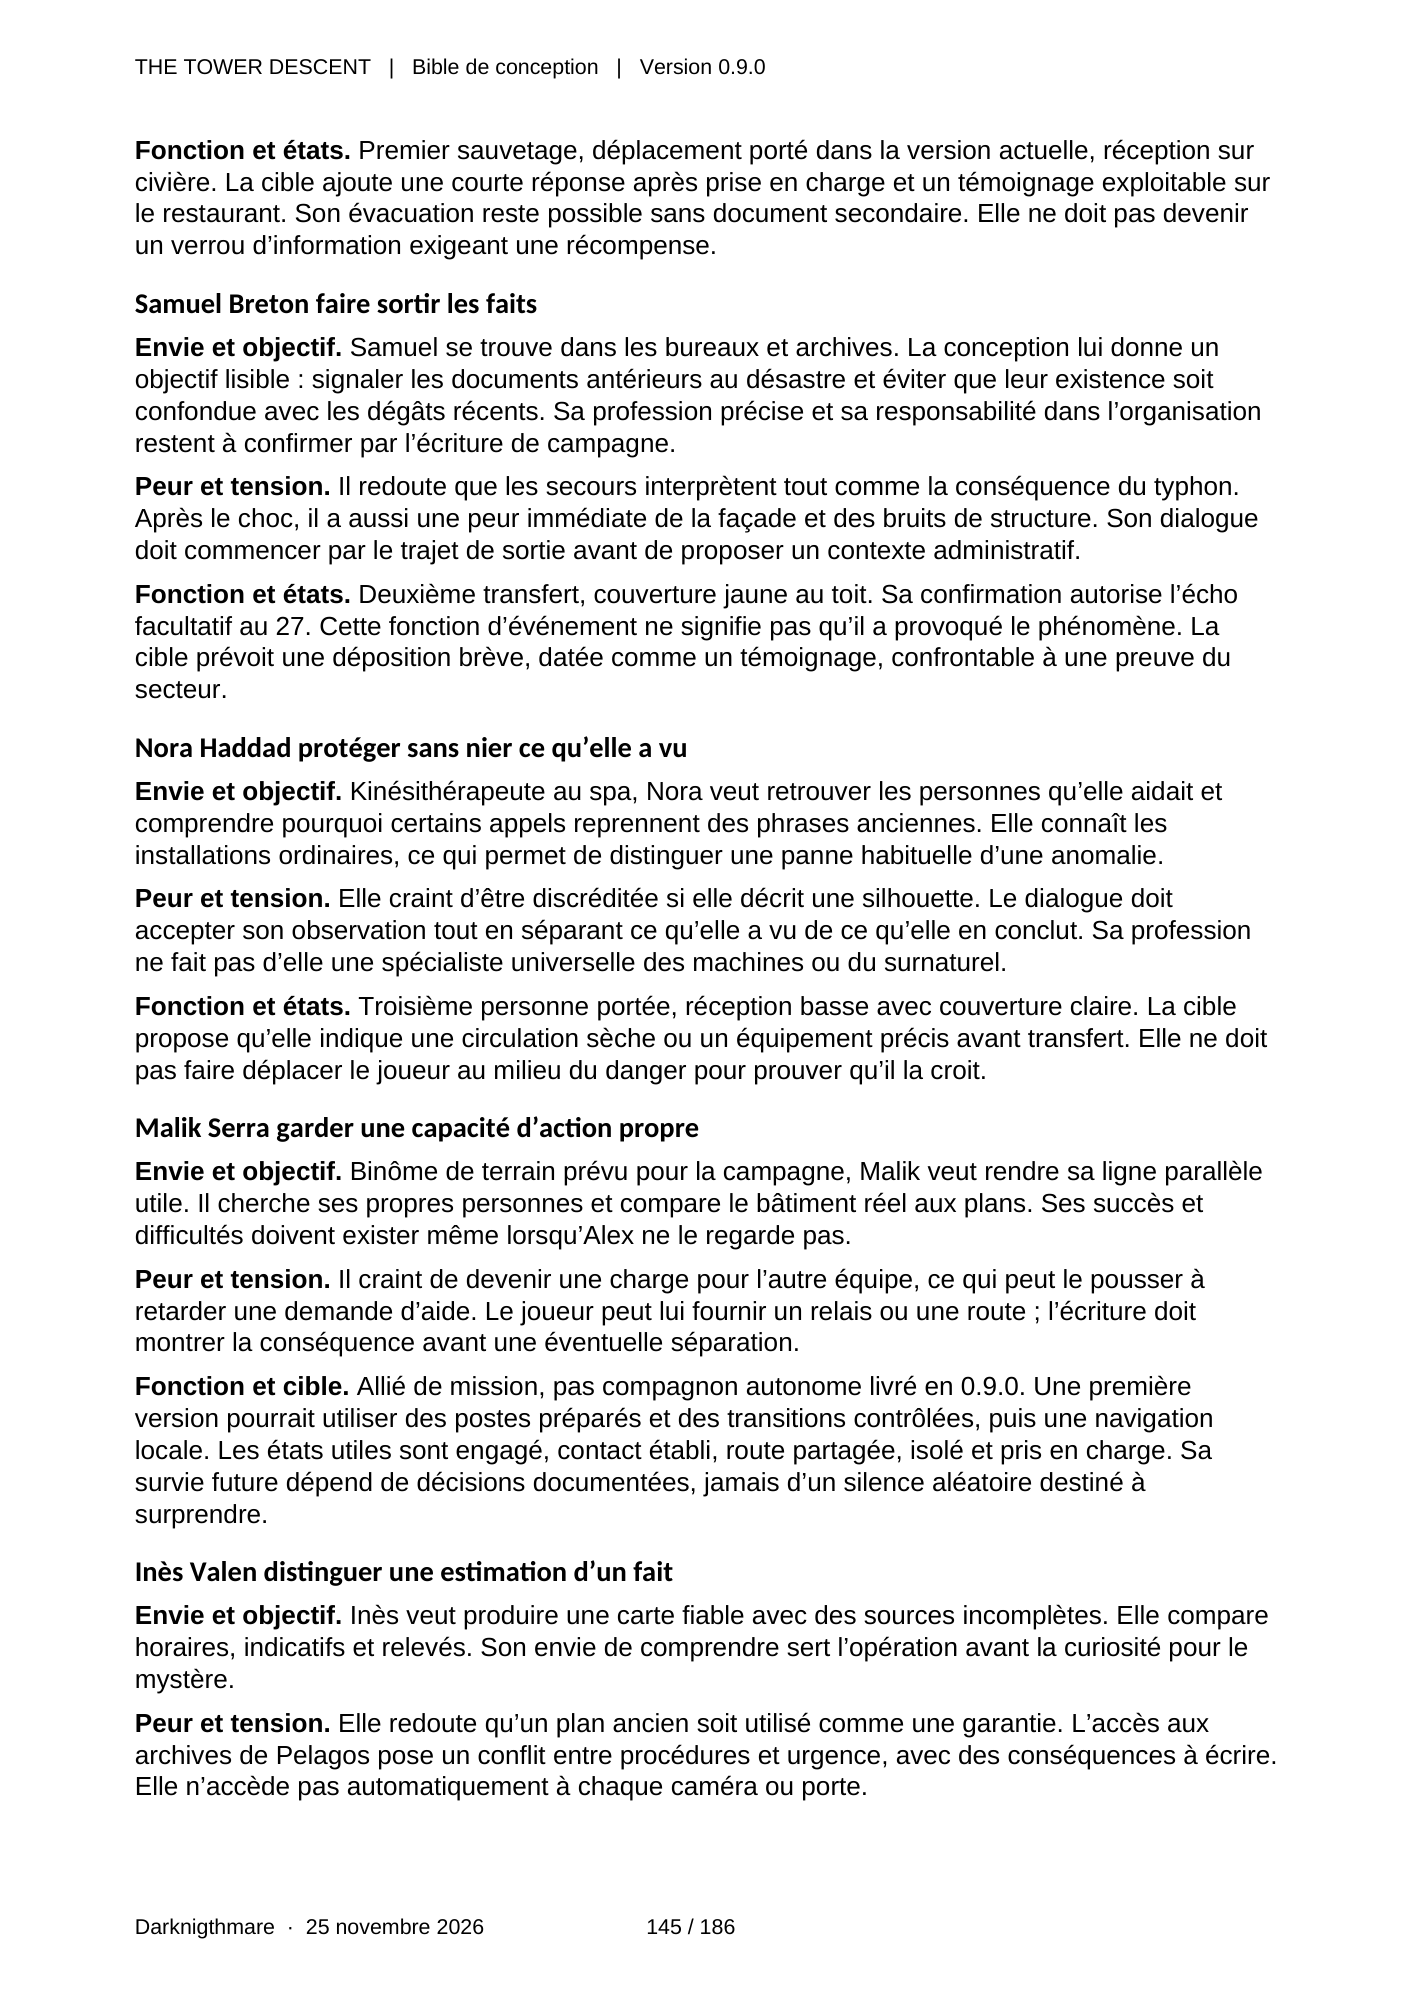 THE TOWER DESCENT | Bible de conception | Version 0.9.0
Fonction et états. Premier sauvetage, déplacement porté dans la version actuelle, réception sur
civière. La cible ajoute une courte réponse après prise en charge et un témoignage exploitable sur
le restaurant. Son évacuation reste possible sans document secondaire. Elle ne doit pas devenir
un verrou d’information exigeant une récompense.
Samuel Breton faire sortir les faits
Envie et objectif. Samuel se trouve dans les bureaux et archives. La conception lui donne un
objectif lisible : signaler les documents antérieurs au désastre et éviter que leur existence soit
confondue avec les dégâts récents. Sa profession précise et sa responsabilité dans l’organisation
restent à confirmer par l’écriture de campagne.
Peur et tension. Il redoute que les secours interprètent tout comme la conséquence du typhon.
Après le choc, il a aussi une peur immédiate de la façade et des bruits de structure. Son dialogue
doit commencer par le trajet de sortie avant de proposer un contexte administratif.
Fonction et états. Deuxième transfert, couverture jaune au toit. Sa confirmation autorise l’écho
facultatif au 27. Cette fonction d’événement ne signifie pas qu’il a provoqué le phénomène. La
cible prévoit une déposition brève, datée comme un témoignage, confrontable à une preuve du
secteur.
Nora Haddad protéger sans nier ce qu’elle a vu
Envie et objectif. Kinésithérapeute au spa, Nora veut retrouver les personnes qu’elle aidait et
comprendre pourquoi certains appels reprennent des phrases anciennes. Elle connaît les
installations ordinaires, ce qui permet de distinguer une panne habituelle d’une anomalie.
Peur et tension. Elle craint d’être discréditée si elle décrit une silhouette. Le dialogue doit
accepter son observation tout en séparant ce qu’elle a vu de ce qu’elle en conclut. Sa profession
ne fait pas d’elle une spécialiste universelle des machines ou du surnaturel.
Fonction et états. Troisième personne portée, réception basse avec couverture claire. La cible
propose qu’elle indique une circulation sèche ou un équipement précis avant transfert. Elle ne doit
pas faire déplacer le joueur au milieu du danger pour prouver qu’il la croit.
Malik Serra garder une capacité d’action propre
Envie et objectif. Binôme de terrain prévu pour la campagne, Malik veut rendre sa ligne parallèle
utile. Il cherche ses propres personnes et compare le bâtiment réel aux plans. Ses succès et
difficultés doivent exister même lorsqu’Alex ne le regarde pas.
Peur et tension. Il craint de devenir une charge pour l’autre équipe, ce qui peut le pousser à
retarder une demande d’aide. Le joueur peut lui fournir un relais ou une route ; l’écriture doit
montrer la conséquence avant une éventuelle séparation.
Fonction et cible. Allié de mission, pas compagnon autonome livré en 0.9.0. Une première
version pourrait utiliser des postes préparés et des transitions contrôlées, puis une navigation
locale. Les états utiles sont engagé, contact établi, route partagée, isolé et pris en charge. Sa
survie future dépend de décisions documentées, jamais d’un silence aléatoire destiné à
surprendre.
Inès Valen distinguer une estimation d’un fait
Envie et objectif. Inès veut produire une carte fiable avec des sources incomplètes. Elle compare
horaires, indicatifs et relevés. Son envie de comprendre sert l’opération avant la curiosité pour le
mystère.
Peur et tension. Elle redoute qu’un plan ancien soit utilisé comme une garantie. L’accès aux
archives de Pelagos pose un conflit entre procédures et urgence, avec des conséquences à écrire.
Elle n’accède pas automatiquement à chaque caméra ou porte.
Darknigthmare · 25 novembre 2026 145 / 186